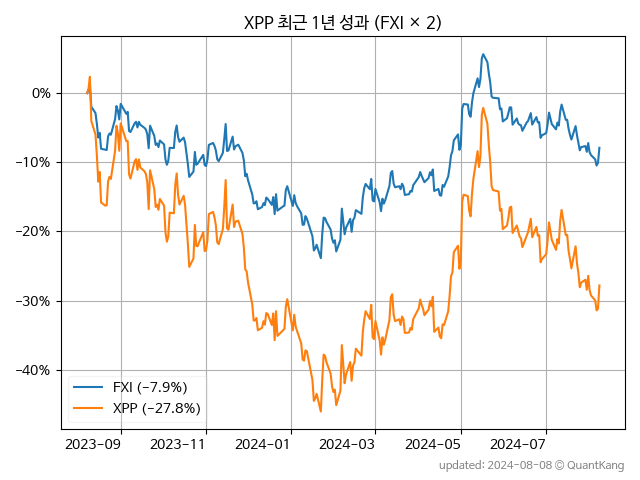 XPP 최근 1년 성과 (FXI × 2)
0%
−10%
−20%
−30%
−40%
FXI (−7.9%)
XPP (−27.8%)
2023−09 2023−11 2024−01 2024−03 2024−05 2024−07
updated: 2024-08-08 © QuantKang